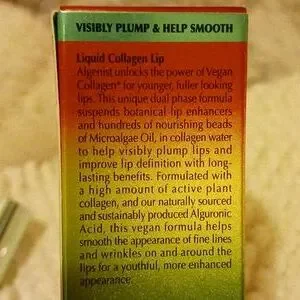 VISIBLY PLUMP & HELP SMOOTH
Liquid Collagen Lip
Algenist unlocks the power of Vegan
Collagen* for younger, fuller looking
lips. This unique dual phase formula
suspends botanical lip enhancers
and hundreds of nourishing beads
of Microalgae Oil, in collagen water
to help visibly plump lips and
improve lip definition with long-
lasting benefits. Formulated with
a high amount of active plant
collagen, and our naturally sourced
and sustainably produced Alguronic
Acid, this vegan formula helps
smooth the appearance of fine lines
and wrinkles on and around the
lips for a youthful, more enhanced
appearance.